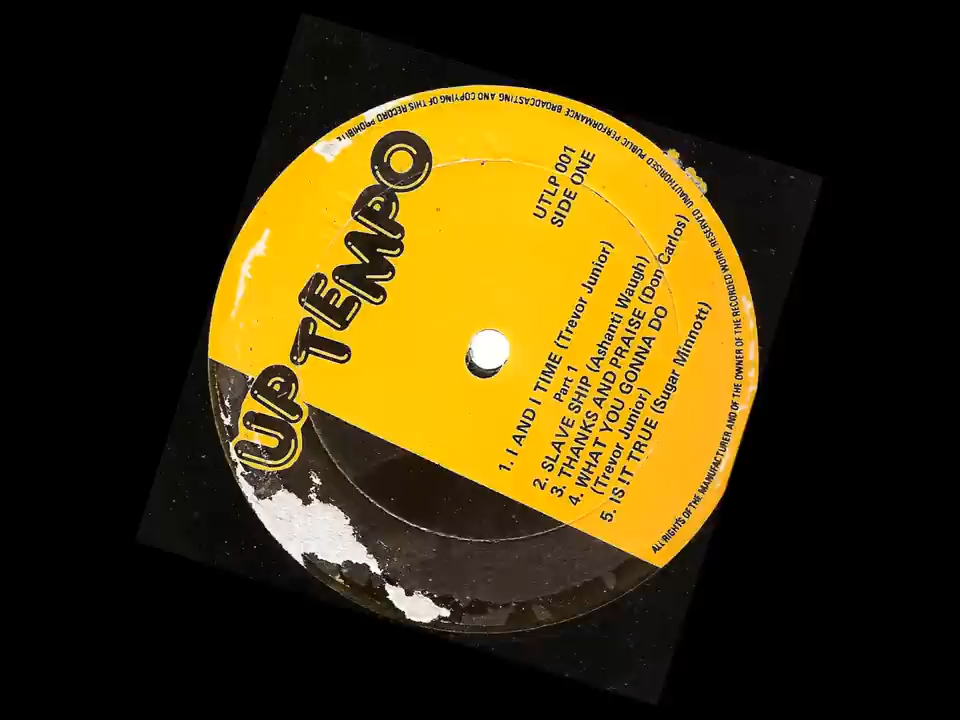 UP TEMPO
UTLP 001
SIDE ONE
1. I AND I TIME (Trevor Junior)
Part 1
2. SLAVE SHIP (Ashanti Waugh)
3. THANKS AND PRAISE (Don Carlos)
4. WHAT YOU GONNA DO
(Trevor Junior)
5. IS IT TRUE (Sugar Minnott)
ALL RIGHTS OF THE MANUFACTURER AND OF THE OWNER OF THE RECORDED WORK RESERVED UNAUTHORISED PUBLIC PERFORMANCE BROADCASTING AND COPYING OF THIS RECORD